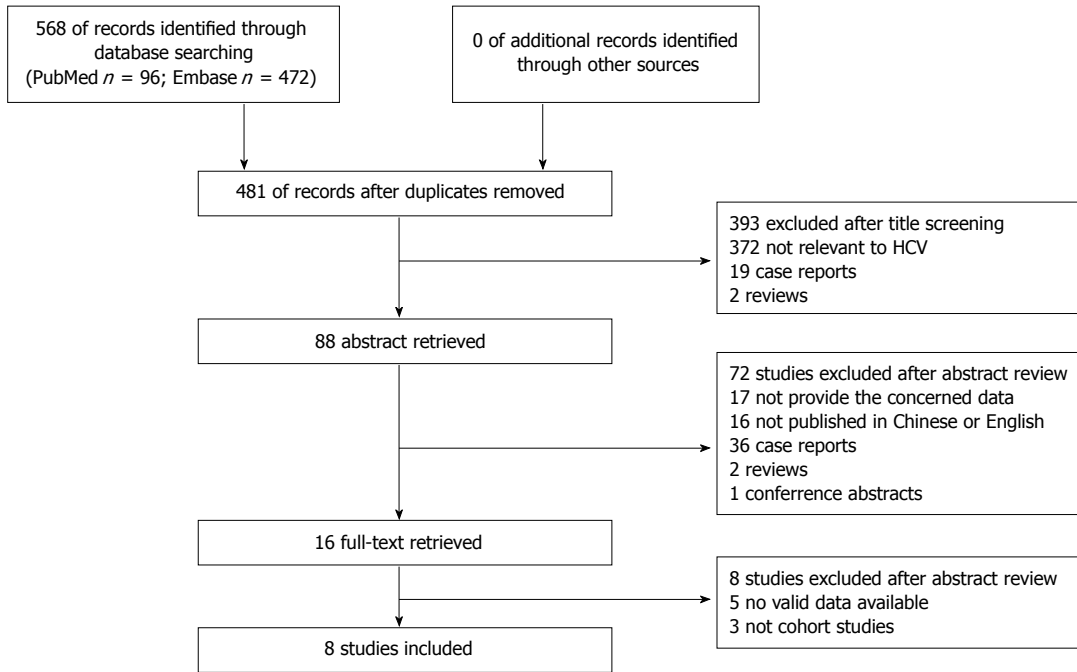 568 of records identified through
database searching
(PubMed n = 96; Embase n = 472)
0 of additional records identified
through other sources
481 of records after duplicates removed
393 excluded after title screening
372 not relevant to HCV
19 case reports
2 reviews
88 abstract retrieved
72 studies excluded after abstract review
17 not provide the concerned data
16 not published in Chinese or English
36 case reports
2 reviews
1 conferrence abstracts
16 full-text retrieved
8 studies excluded after abstract review
5 no valid data available
3 not cohort studies
8 studies included